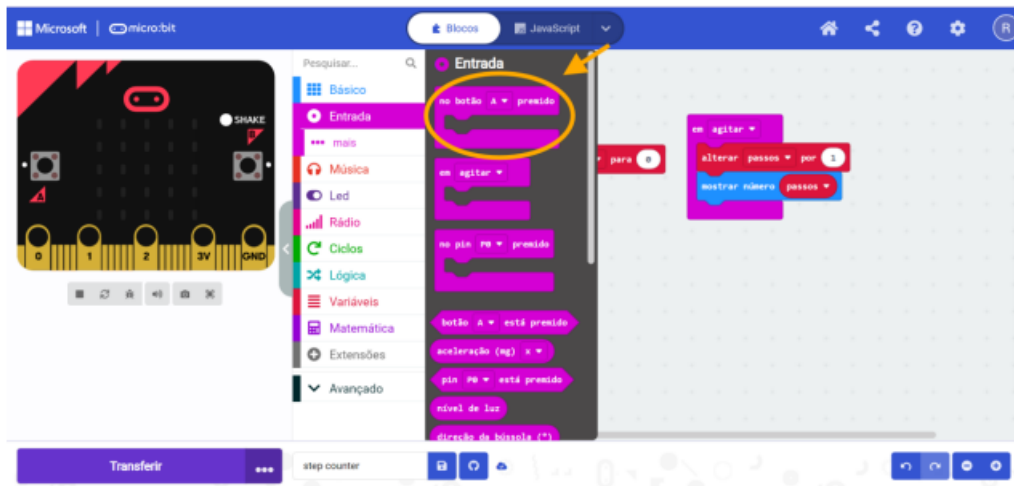 Microsoft
micro:bit
Blocos
JavaScript
R
SHAKE
B
A
0
1
2
3V
GND
Pesquisar...
Básico
Entrada
mais
Música
Led
Rádio
Ciclos
Lógica
Variáveis
Matemática
Extensões
Avançado
Entrada
no botão A premido
em agitar
no pin P0 premido
botão A está premido
aceleração (mg) x
pin P0 está premido
nível de luz
direção da bússola (°)
para 0
em agitar
alterar passos por 1
mostrar número passos
Transferir
step counter